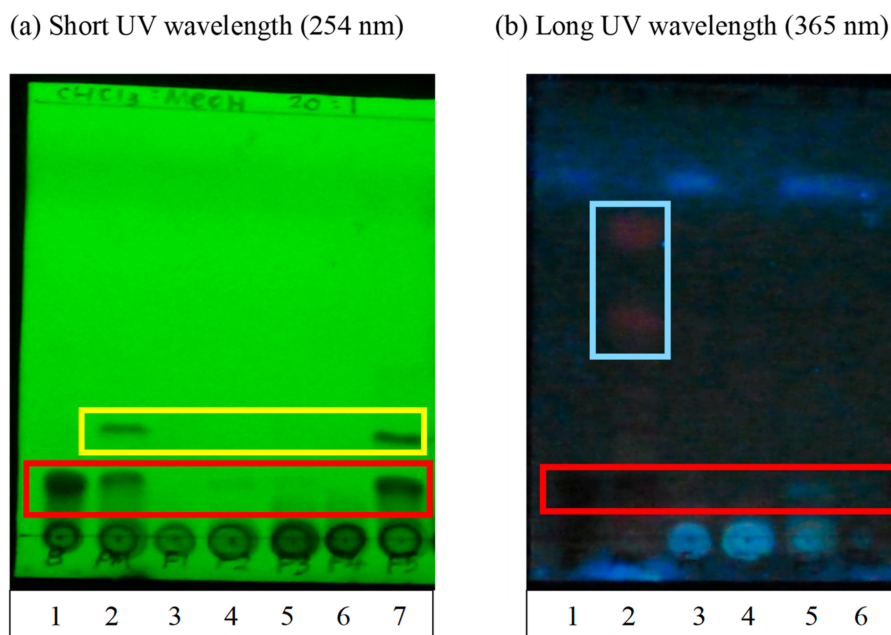 (a) Short UV wavelength (254 nm)
(b) Long UV wavelength (365 nm)
CHCl3 : MeOH 20 : 1
B PM F1 F2 F3 F4 F5
1 2 3 4 5 6 7
1 2 3 4 5 6